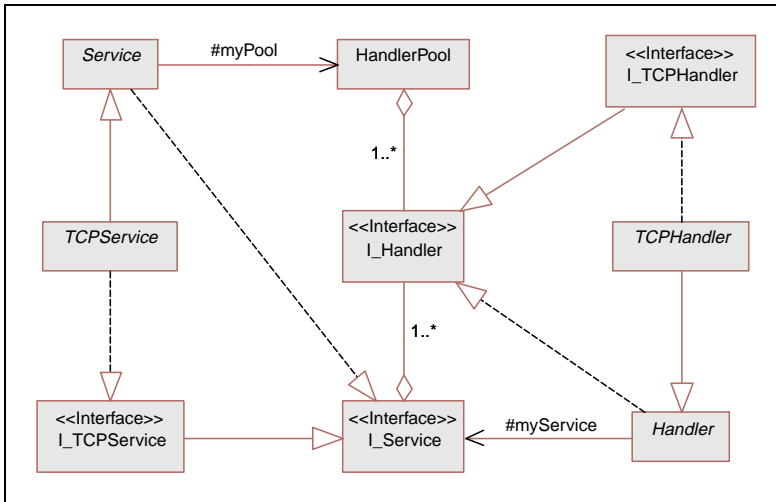 Service
#myPool
HandlerPool
<<Interface>>
I_TCPHandler
1..*
TCPService
<<Interface>>
I_Handler
TCPHandler
1..*
<<Interface>>
I_TCPService
<<Interface>>
I_Service
#myService
Handler